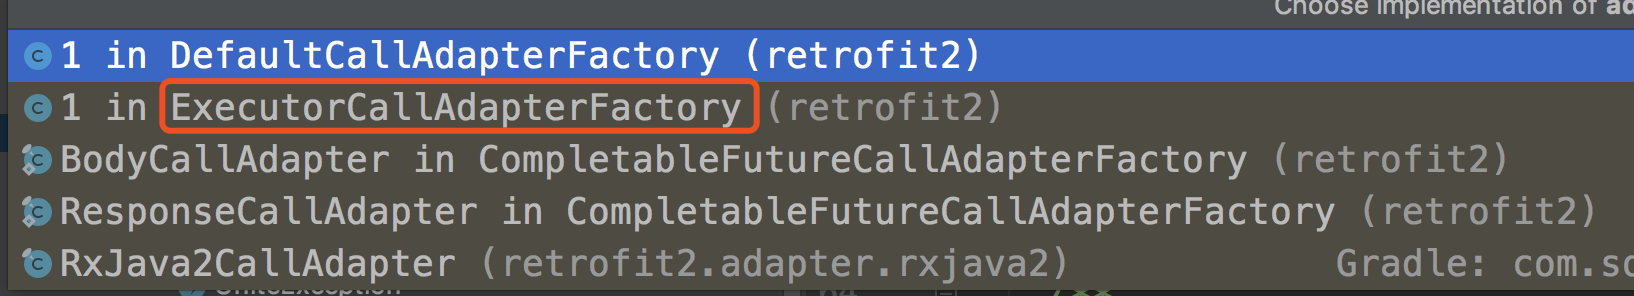 Choose Implementation of ad
1 in DefaultCallAdapterFactory (retrofit2)
1 in ExecutorCallAdapterFactory (retrofit2)
BodyCallAdapter in CompletableFutureCallAdapterFactory (retrofit2)
ResponseCallAdapter in CompletableFutureCallAdapterFactory (retrofit2)
RxJava2CallAdapter (retrofit2.adapter.rxjava2) Gradle: com.sq